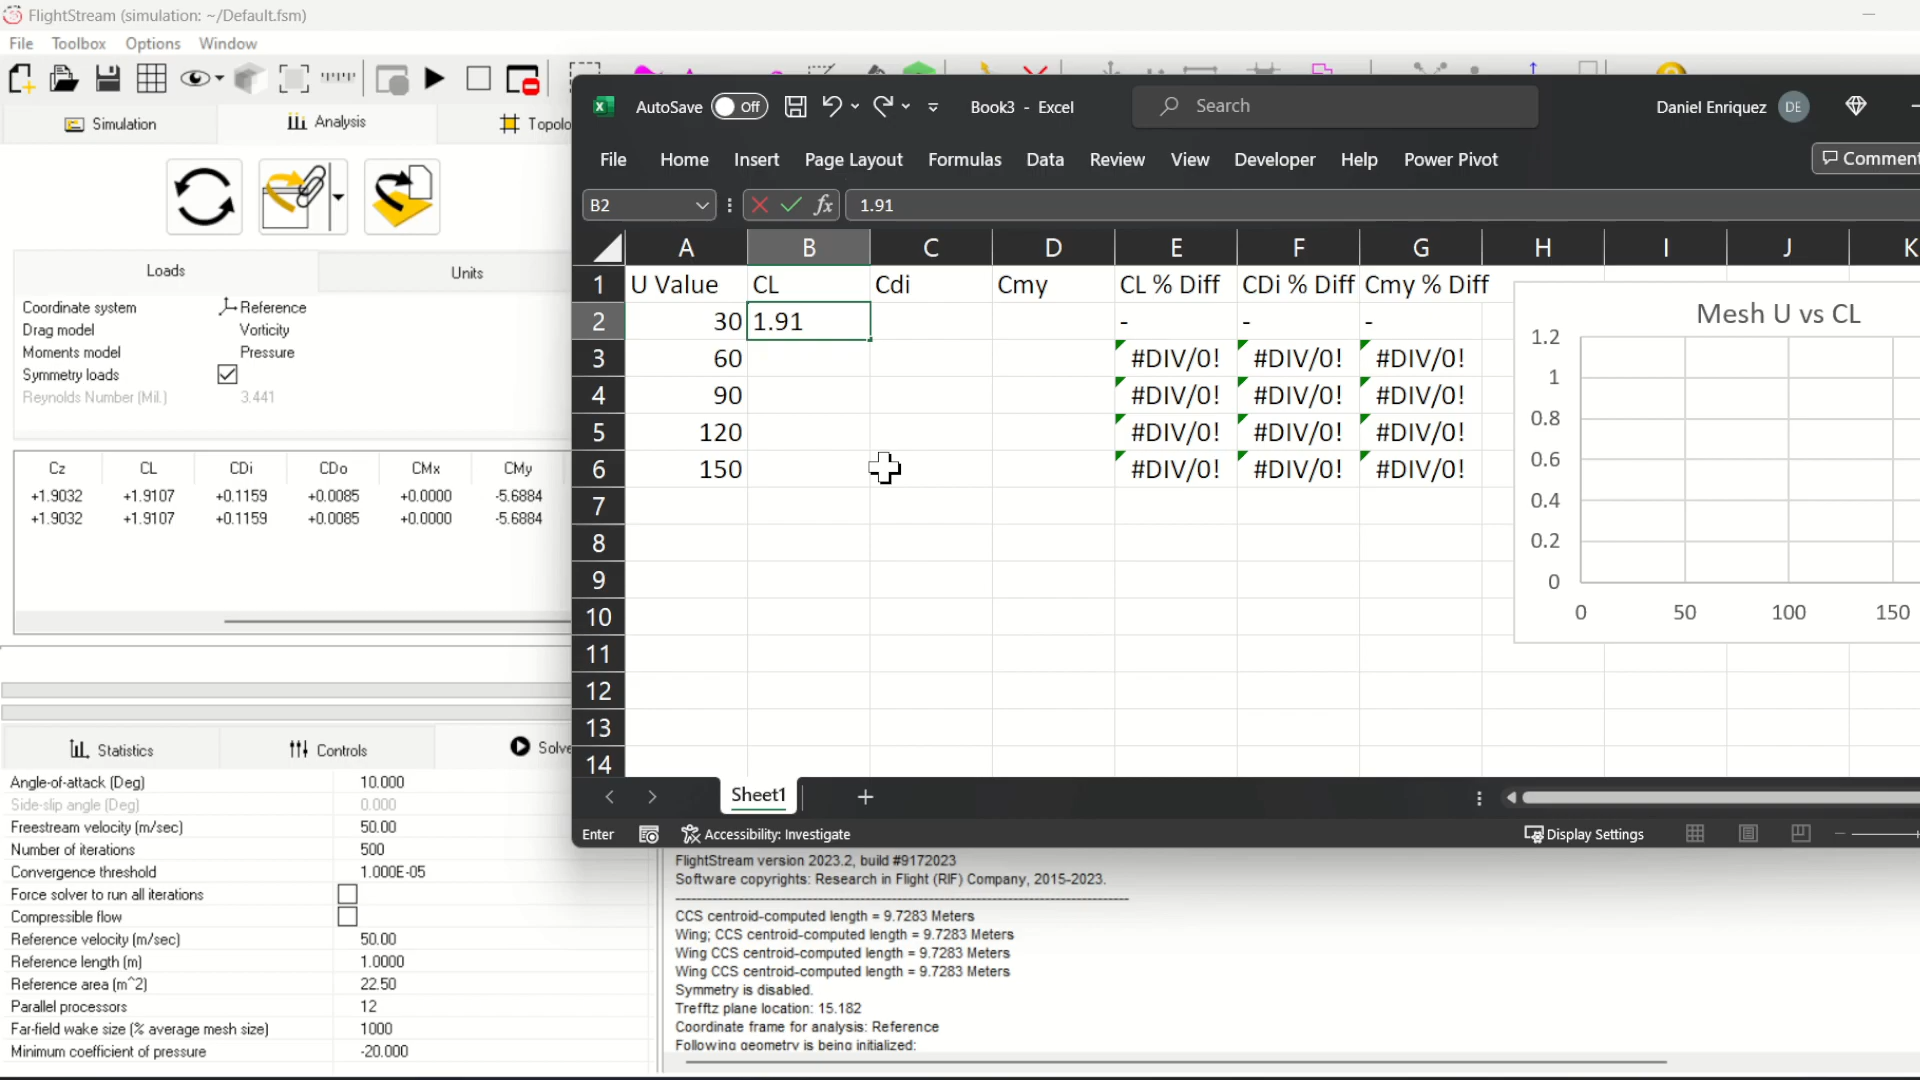 FlightStream (simulation: ~/Default.fsm)
File Toolbox Options Window
Simulation Analysis Topolo
Loads Units
Coordinate system Reference
Drag model Vorticity
Moments model Pressure
Symmetry loads
Reynolds Number (Mil.) 3.441
Cz CL CDi CDo CMx CMy
+1.9032 +1.9107 +0.1159 +0.0085 +0.0000 -5.6884
+1.9032 +1.9107 +0.1159 +0.0085 +0.0000 -5.6884
Statistics Controls Solve
Angle-of-attack (Deg) 10.000
Side-slip angle (Deg) 0.000
Freestream velocity (m/sec) 50.00
Number of iterations 500
Convergence threshold 1.000E-05
Force solver to run all iterations
Compressible flow
Reference velocity (m/sec) 50.00
Reference length (m) 1.0000
Reference area (m^2) 22.50
Parallel processors 12
Far-field wake size (% average mesh size) 1000
Minimum coefficient of pressure -20.000
AutoSave Off Book3 - Excel Search Daniel Enriquez DE
File Home Insert Page Layout Formulas Data Review View Developer Help Power Pivot Comment
B2 fx 1.91
A B C D E F G H I J K
1 U Value CL Cdi Cmy CL % Diff CDi % Diff Cmy % Diff
2 30 1.91 - - -
3 60 #DIV/0! #DIV/0! #DIV/0!
4 90 #DIV/0! #DIV/0! #DIV/0!
5 120 #DIV/0! #DIV/0! #DIV/0!
6 150 #DIV/0! #DIV/0! #DIV/0!
7
8
9
10
11
12
13
14
Mesh U vs CL
1.2
1
0.8
0.6
0.4
0.2
0
0 50 100 150
Sheet1
Enter Accessibility: Investigate Display Settings
FlightStream version 2023.2, build #9172023
Software copyrights: Research in Flight (RIF) Company, 2015-2023.
CCS centroid-computed length = 9.7283 Meters
Wing; CCS centroid-computed length = 9.7283 Meters
Wing CCS centroid-computed length = 9.7283 Meters
Wing CCS centroid-computed length = 9.7283 Meters
Symmetry is disabled.
Trefftz plane location: 15.182
Coordinate frame for analysis: Reference
Following geometry is being initialized: